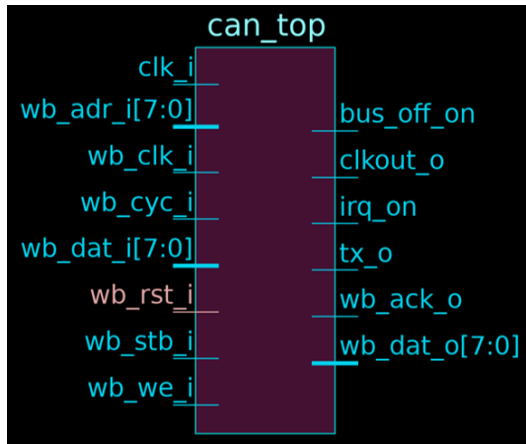 can_top
clk_i
wb_adr_i[7:0]
wb_clk_i
wb_cyc_i
wb_dat_i[7:0]
wb_rst_i
wb_stb_i
wb_we_i
bus_off_on
clkout_o
irq_on
tx_o
wb_ack_o
wb_dat_o[7:0]